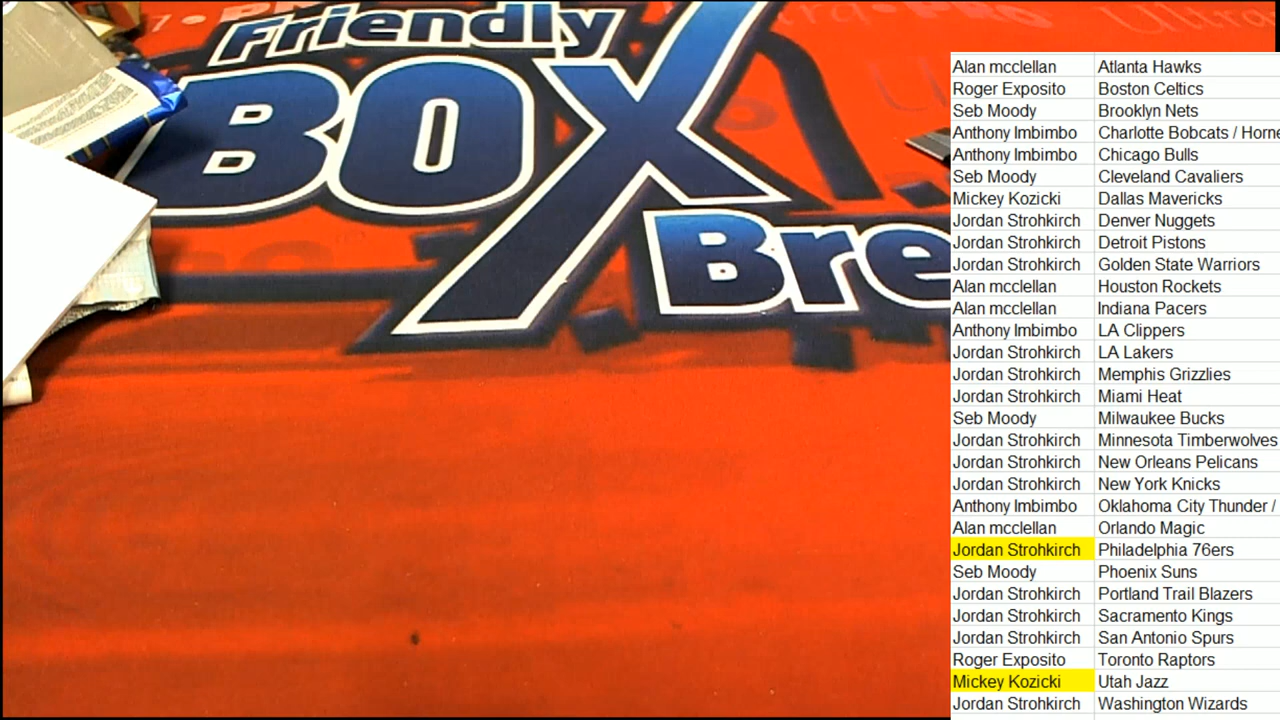 Friendly
BOX
Bre
Alan mcclellan Atlanta Hawks
Roger Exposito Boston Celtics
Seb Moody Brooklyn Nets
Anthony Imbimbo Charlotte Bobcats / Horne
Anthony Imbimbo Chicago Bulls
Seb Moody Cleveland Cavaliers
Mickey Kozicki Dallas Mavericks
Jordan Strohkirch Denver Nuggets
Jordan Strohkirch Detroit Pistons
Jordan Strohkirch Golden State Warriors
Alan mcclellan Houston Rockets
Alan mcclellan Indiana Pacers
Anthony Imbimbo LA Clippers
Jordan Strohkirch LA Lakers
Jordan Strohkirch Memphis Grizzlies
Jordan Strohkirch Miami Heat
Seb Moody Milwaukee Bucks
Jordan Strohkirch Minnesota Timberwolves
Jordan Strohkirch New Orleans Pelicans
Jordan Strohkirch New York Knicks
Anthony Imbimbo Oklahoma City Thunder /
Alan mcclellan Orlando Magic
Jordan Strohkirch Philadelphia 76ers
Seb Moody Phoenix Suns
Jordan Strohkirch Portland Trail Blazers
Jordan Strohkirch Sacramento Kings
Jordan Strohkirch San Antonio Spurs
Roger Exposito Toronto Raptors
Mickey Kozicki Utah Jazz
Jordan Strohkirch Washington Wizards